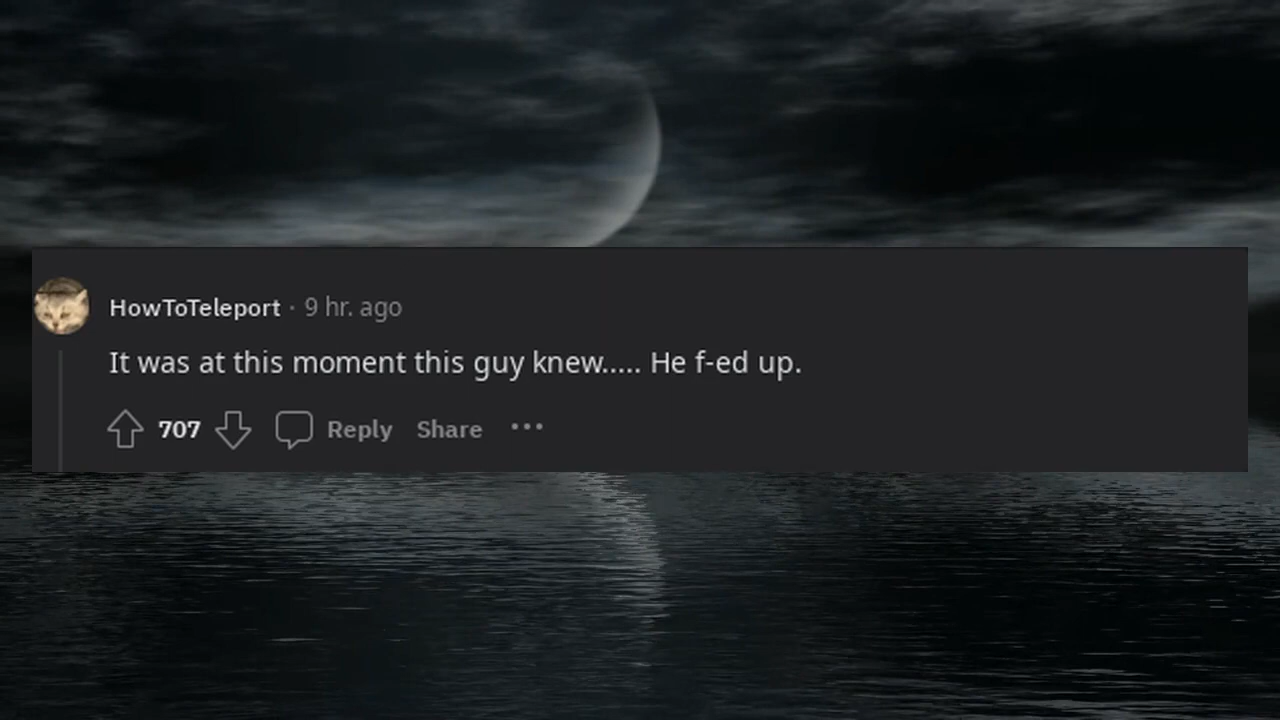 HowToTeleport · 9 hr. ago
It was at this moment this guy knew..... He f-ed up.
707 Reply Share